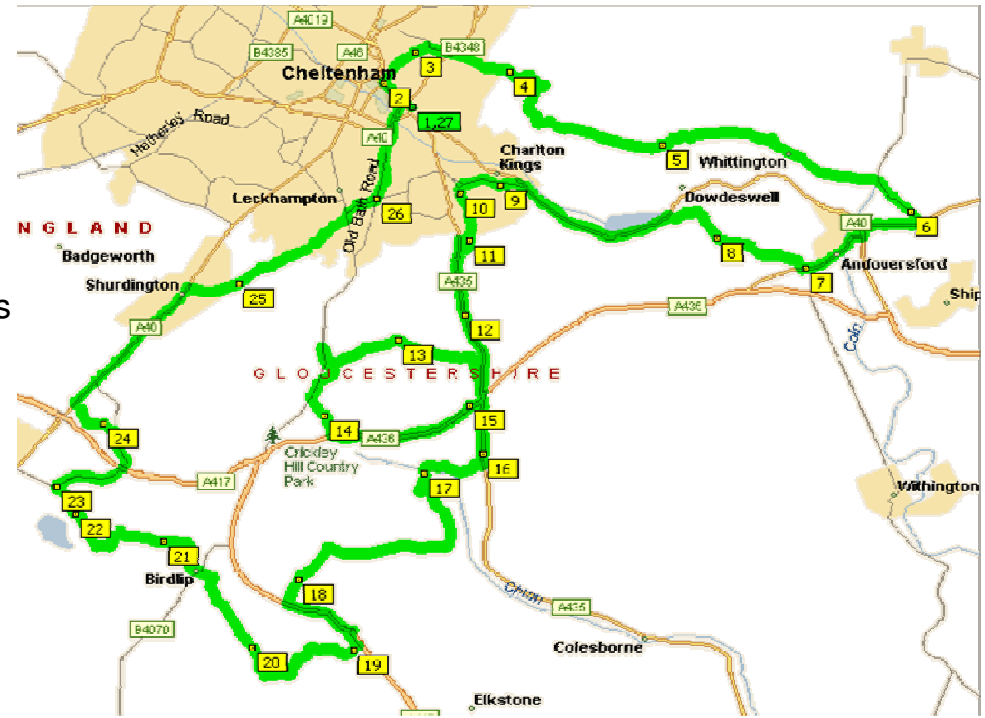 A4019
B4385
A46
B4348
Cheltenham
3
4
2
1,27
Hatherley Road
A40
Charlton
Kings
5
Whittington
Leckhampton
Old Bath Road
26
10
9
Dowdeswell
6
A40
ENGLAND
Badgeworth
11
8
7
Andoversford
Shurdington
25
A435
A436
Ship
s
A40
12
Coln
13
GLOUCESTERSHIRE
14
15
A436
24
Crickley
Hill Country
Park
16
A417
17
Withington
23
22
21
Birdlip
18
Churn
A435
B4070
Colesborne
20
19
Elkstone